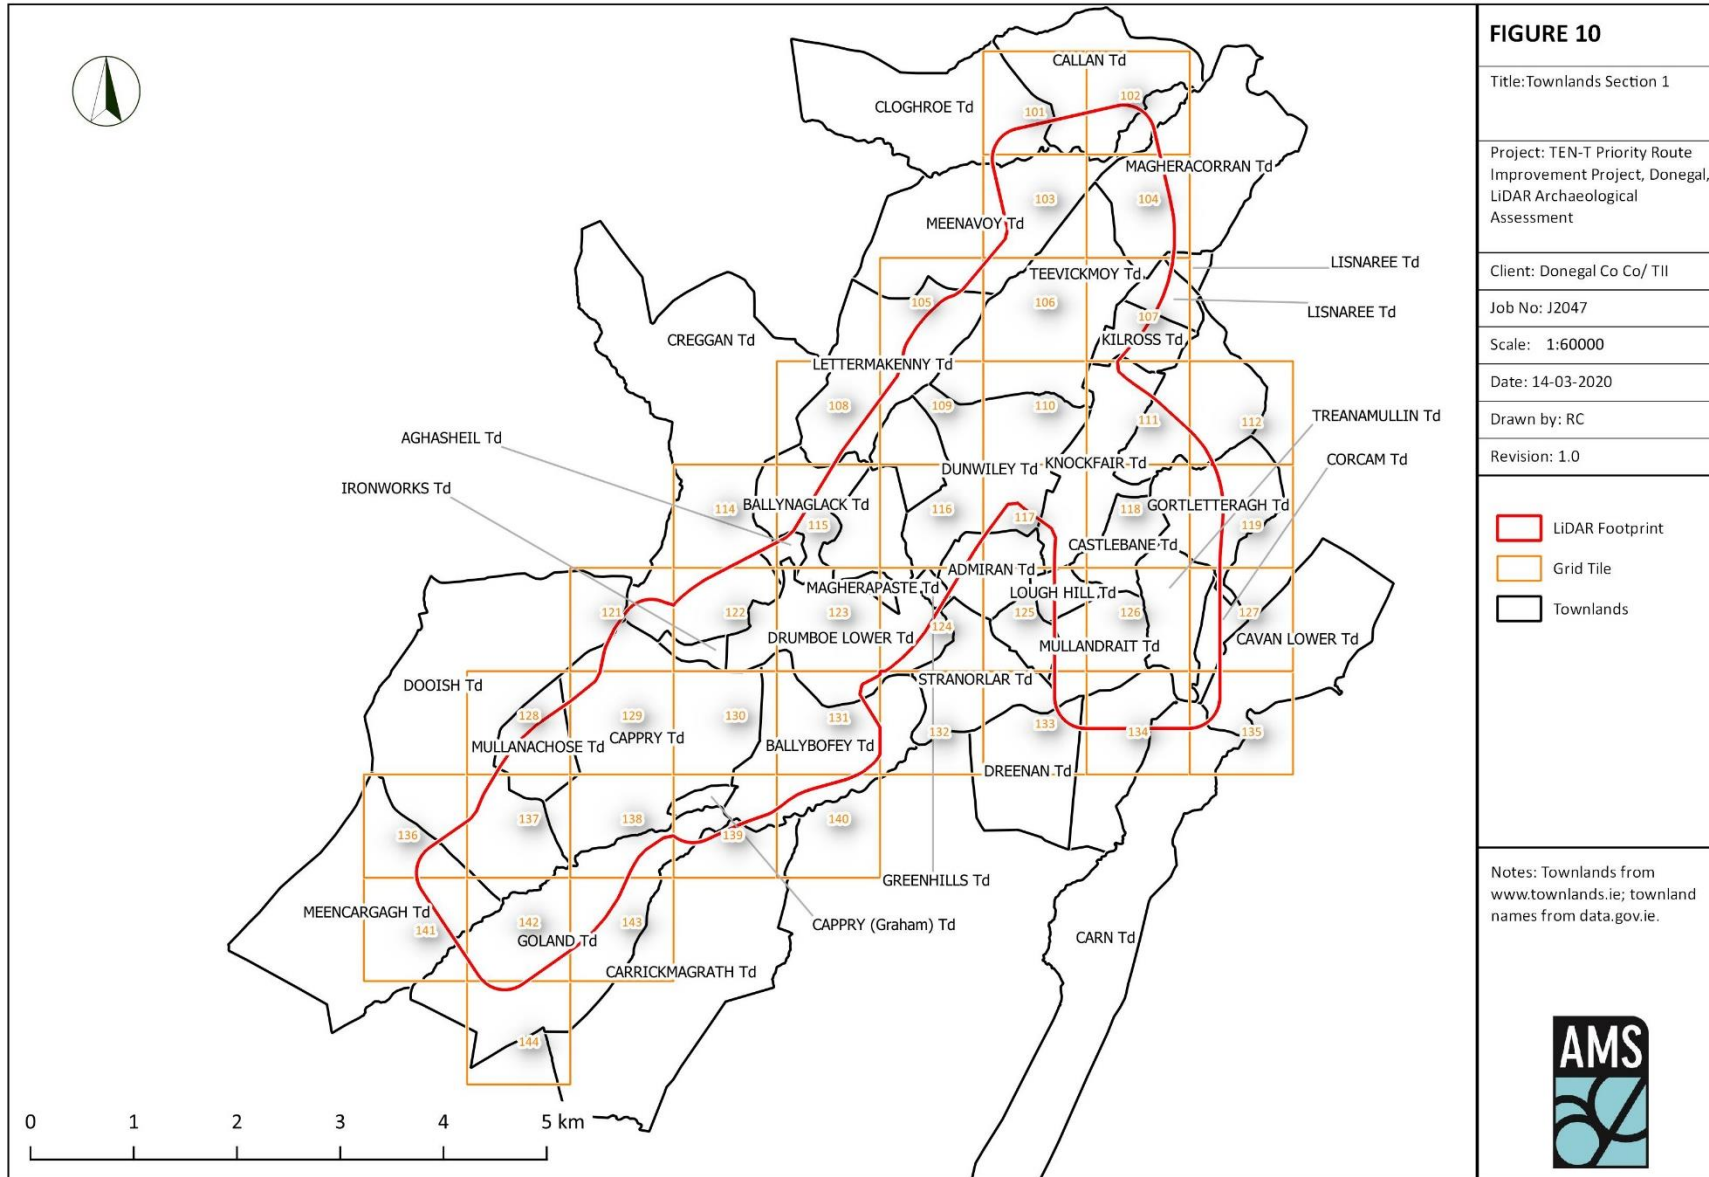 CALLAN Td
102
101
CLOGHROE Td
MAGHERACORRAN Td
103
104
MEENAVOY Td
LISNAREE Td
TEEVICKMOY Td
105
106
LISNAREE Td
107
CREGGAN Td
KILROSS Td
LETTERMAKENNY Td
108
109
110
111
112
TREANAMULLIN Td
AGHASHEIL Td
CORCAM Td
KNOCKFAIR Td
DUNWILEY Td
IRONWORKS Td
BALLYNAGLACK Td
GORTLETTERAGH Td
114
115
116
117
118
119
CASTLEBANE Td
ADMIRAN Td
MAGHERAPASTE Td
LOUGH HILL Td
121
122
123
124
125
126
127
DRUMBOE LOWER Td
CAVAN LOWER Td
MULLANDRAIT Td
STRANORLAR Td
DOOISH Td
128
129
130
131
132
133
134
135
CAPPRY Td
MULLANACHOSE Td
BALLYBOFEY Td
DREENAN Td
136
137
138
139
140
GREENHILLS Td
MEENCARGAGH Td
CAPPRY (Graham) Td
141
142
143
GOLAND Td
CARN Td
CARRICKMAGRATH Td
144
0 1 2 3 4 5 km
FIGURE 10
Title:Townlands Section 1
Project: TEN-T Priority Route
Improvement Project, Donegal,
LiDAR Archaeological
Assessment
Client: Donegal Co Co/ TII
Job No: J2047
Scale: 1:60000
Date: 14-03-2020
Drawn by: RC
Revision: 1.0
LiDAR Footprint
Grid Tile
Townlands
Notes: Townlands from
www.townlands.ie; townland
names from data.gov.ie.
AMS